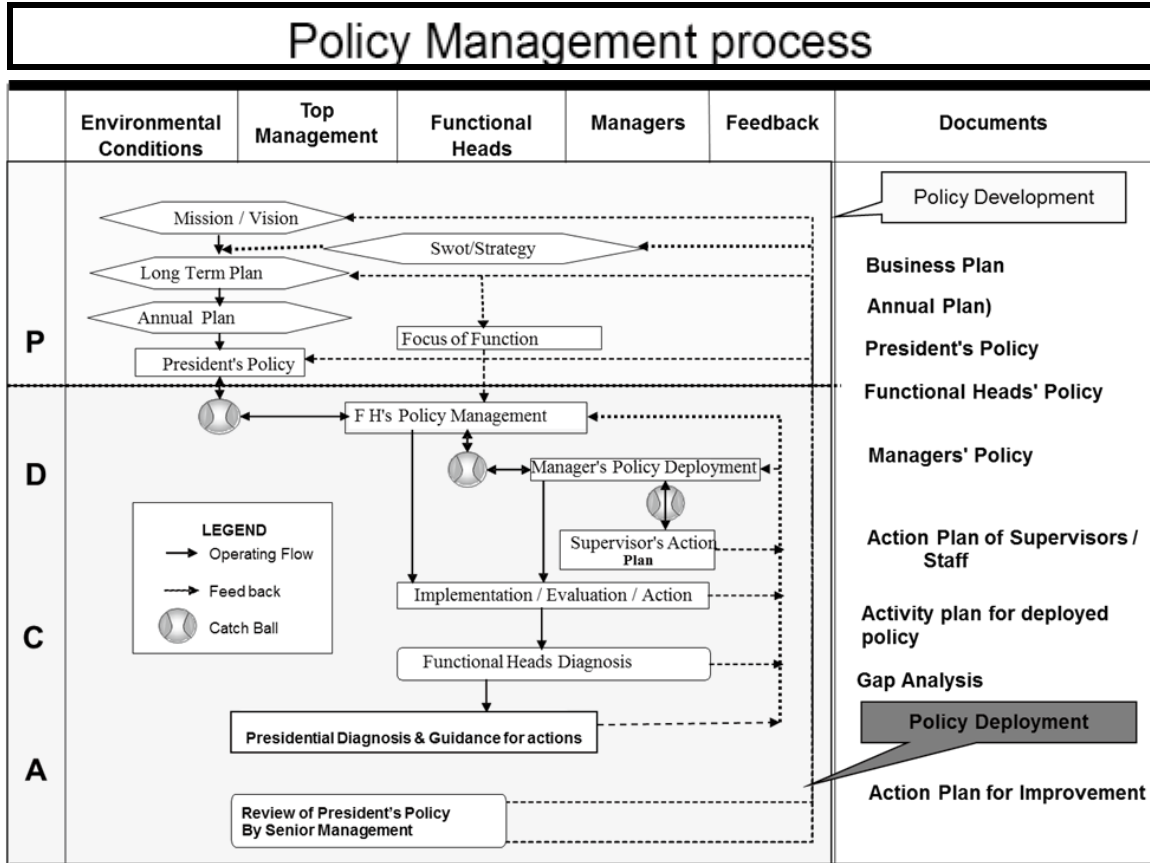 Policy Management process
Environmental
Conditions
Top
Management
Functional
Heads
Managers
Feedback
Documents
P
D
C
A
Mission / Vision
Swot/Strategy
Long Term Plan
Annual Plan
Focus of Function
President's Policy
F H's Policy Management
Manager's Policy Deployment
Supervisor's Action
Plan
LEGEND
Operating Flow
Feed back
Catch Ball
Implementation / Evaluation / Action
Functional Heads Diagnosis
Presidential Diagnosis & Guidance for actions
Review of President's Policy
By Senior Management
Policy Development
Business Plan
Annual Plan)
President's Policy
Functional Heads' Policy
Managers' Policy
Action Plan of Supervisors /
Staff
Activity plan for deployed
policy
Gap Analysis
Policy Deployment
Action Plan for Improvement